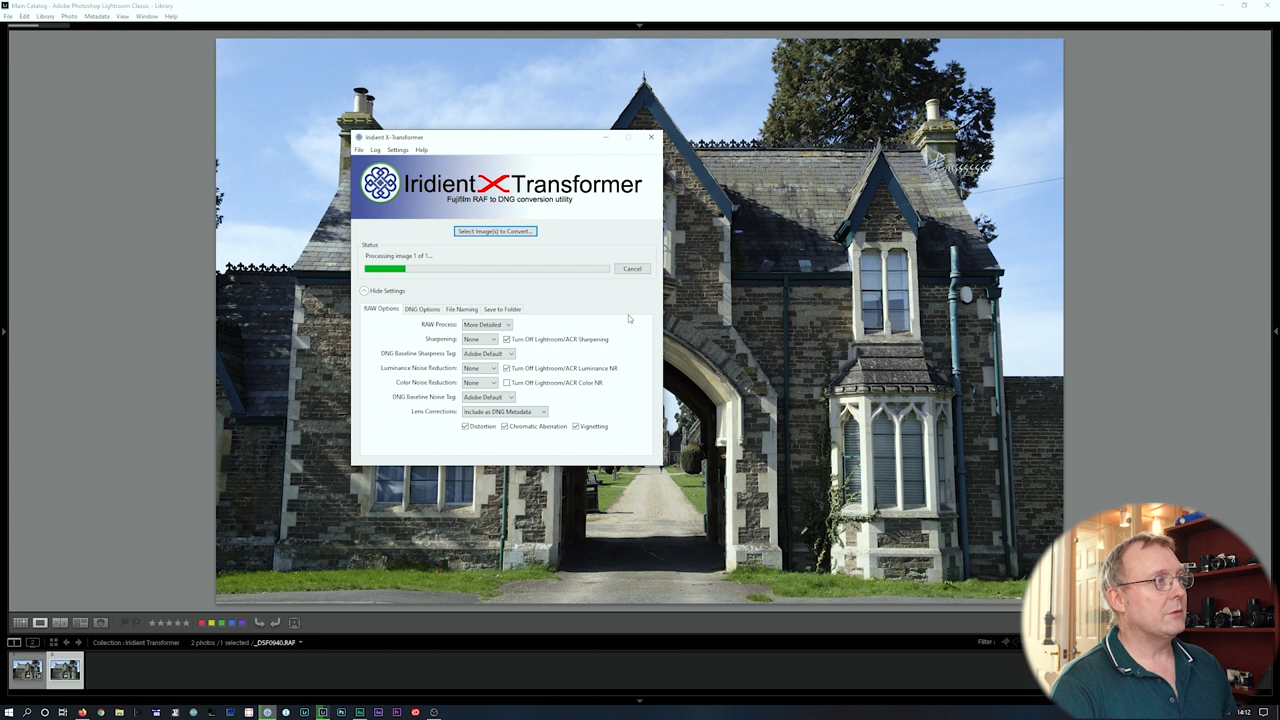 Main Catalog - Adobe Photoshop Lightroom Classic - Library
File Edit Library Photo Metadata View Window Help
Iridient X-Transformer
File Log Settings Help
Iridient X Transformer
Fujifilm RAF to DNG conversion utility
Select Image(s) to Convert...
Status
Processing image 1 of 1...
Cancel
Hide Settings
RAW Options DNG Options File Naming Save to Folder
RAW Process: More Detailed
Sharpening: None Turn Off Lightroom/ACR Sharpening
DNG Baseline Sharpness Tag: Adobe Default
Luminance Noise Reduction: None Turn Off Lightroom/ACR Luminance NR
Color Noise Reduction: None Turn Off Lightroom/ACR Color NR
DNG Baseline Noise Tag: Adobe Default
Lens Corrections: Include as DNG Metadata
Distortion Chromatic Aberration Vignetting
1 2 Collection: Iridient Transformer 2 photos / 1 selected / _DSF0940.RAF Filter :
14:12